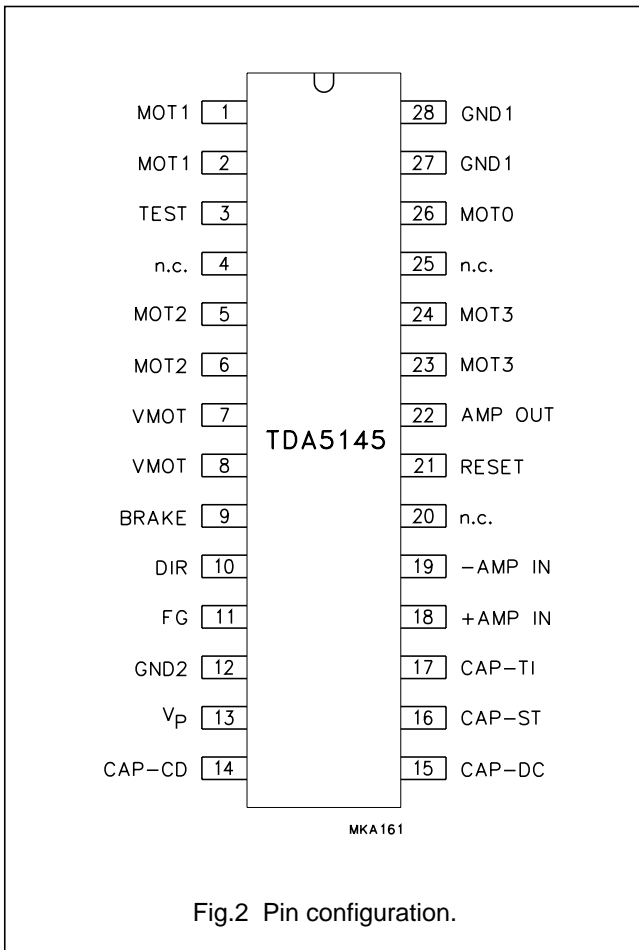 MOT1 1 28 GND1
MOT1 2 27 GND1
TEST 3 26 MOT0
n.c. 4 25 n.c.
MOT2 5 24 MOT3
MOT2 6 23 MOT3
VMOT 7 22 AMP OUT
TDA5145
VMOT 8 21 RESET
BRAKE 9 20 n.c.
DIR 10 19 −AMP IN
FG 11 18 +AMP IN
GND2 12 17 CAP−TI
VP 13 16 CAP−ST
CAP−CD 14 15 CAP−DC
MKA161
Fig.2 Pin configuration.